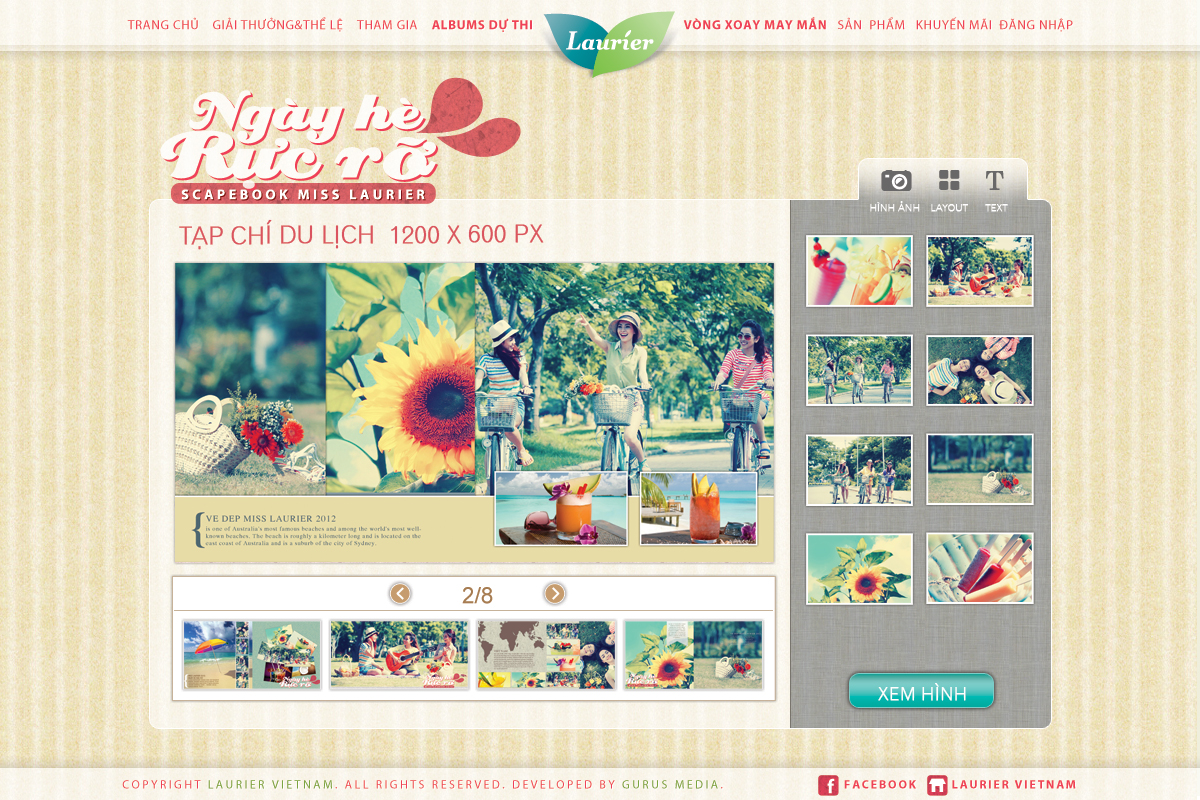 TRANG CHỦ GIẢI THƯỞNG&THỂ LỆ THAM GIA ALBUMS DỰ THI Laurier VÒNG XOAY MAY MẮN SẢN PHẨM KHUYẾN MÃI ĐĂNG NHẬP
Ngày hè
Rực rỡ
SCAPEBOOK MISS LAURIER
HÌNH ẢNH LAYOUT TEXT
TẠP CHÍ DU LỊCH 1200 X 600 PX
VE DEP MISS LAURIER 2012
is one of Australia's most famous beaches and among the world's most well-
known beaches. The beach is roughly a kilometer long and is located on the
east coast of Australia and is a suburb of the city of Sydney.
2/8
Ngày hè
Rực rỡ
XEM HÌNH
COPYRIGHT LAURIER VIETNAM. ALL RIGHTS RESERVED. DEVELOPED BY GURUS MEDIA.
FACEBOOK LAURIER VIETNAM